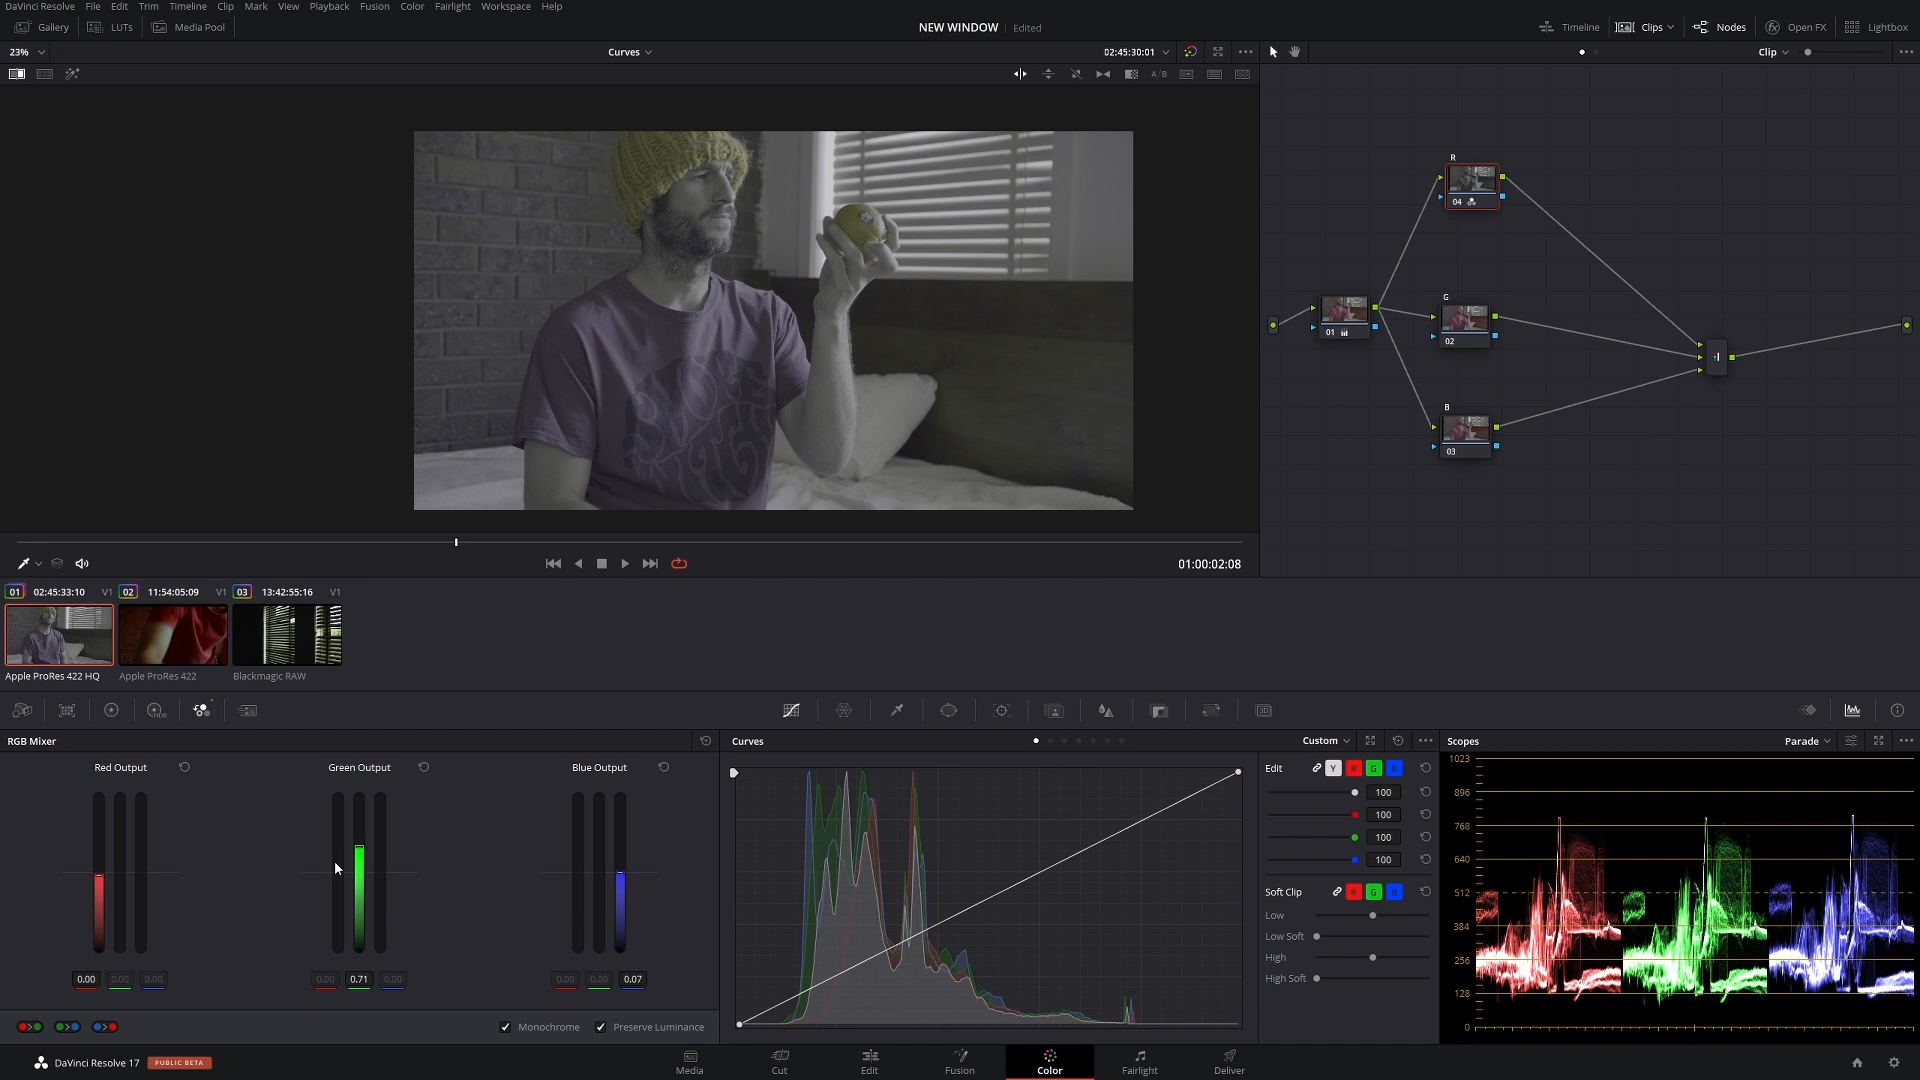 DaVinci Resolve File Edit Trim Timeline Clip Mark View Playback Fusion Color Fairlight Workspace Help
Gallery LUTs Media Pool NEW WINDOW Edited Timeline Clips Nodes Open FX Lightbox
23% Curves 02:45:30:01 Clip
A/B
R
04
G
01
02
B
03
01:00:02:08
01 02:45:33:10 V1 02 11:54:05:09 V1 03 13:42:55:16 V1
Apple ProRes 422 HQ Apple ProRes 422 Blackmagic RAW
HDR
3D
RGB Mixer Curves Custom Scopes Parade
Red Output Green Output Blue Output Edit Y R G B
1023
896
768
640
512
384
256
128
0
100
100
100
100
Soft Clip R G B
Low
Low Soft
High
High Soft
0.00 0.00 0.00 0.00 0.71 0.00 0.00 0.00 0.07
Monochrome Preserve Luminance
DaVinci Resolve 17 PUBLIC BETA
Media Cut Edit Fusion Color Fairlight Deliver